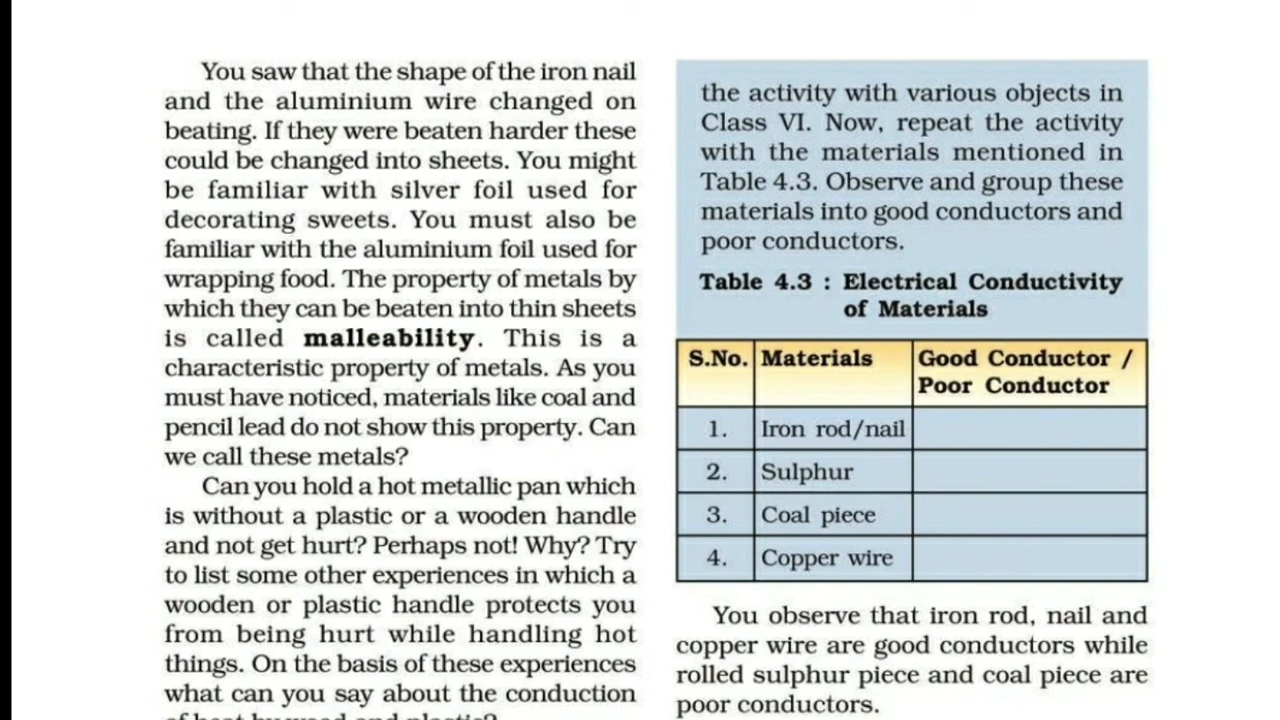 You saw that the shape of the iron nail
and the aluminium wire changed on
beating. If they were beaten harder these
could be changed into sheets. You might
be familiar with silver foil used for
decorating sweets. You must also be
familiar with the aluminium foil used for
wrapping food. The property of metals by
which they can be beaten into thin sheets
is called malleability. This is a
characteristic property of metals. As you
must have noticed, materials like coal and
pencil lead do not show this property. Can
we call these metals?
Can you hold a hot metallic pan which
is without a plastic or a wooden handle
and not get hurt? Perhaps not! Why? Try
to list some other experiences in which a
wooden or plastic handle protects you
from being hurt while handling hot
things. On the basis of these experiences
what can you say about the conduction
of heat by wood and plastic?
the activity with various objects in
Class VI. Now, repeat the activity
with the materials mentioned in
Table 4.3. Observe and group these
materials into good conductors and
poor conductors.
Table 4.3 : Electrical Conductivity
of Materials
S.No. Materials Good Conductor /
Poor Conductor
1. Iron rod/nail
2. Sulphur
3. Coal piece
4. Copper wire
You observe that iron rod, nail and
copper wire are good conductors while
rolled sulphur piece and coal piece are
poor conductors.